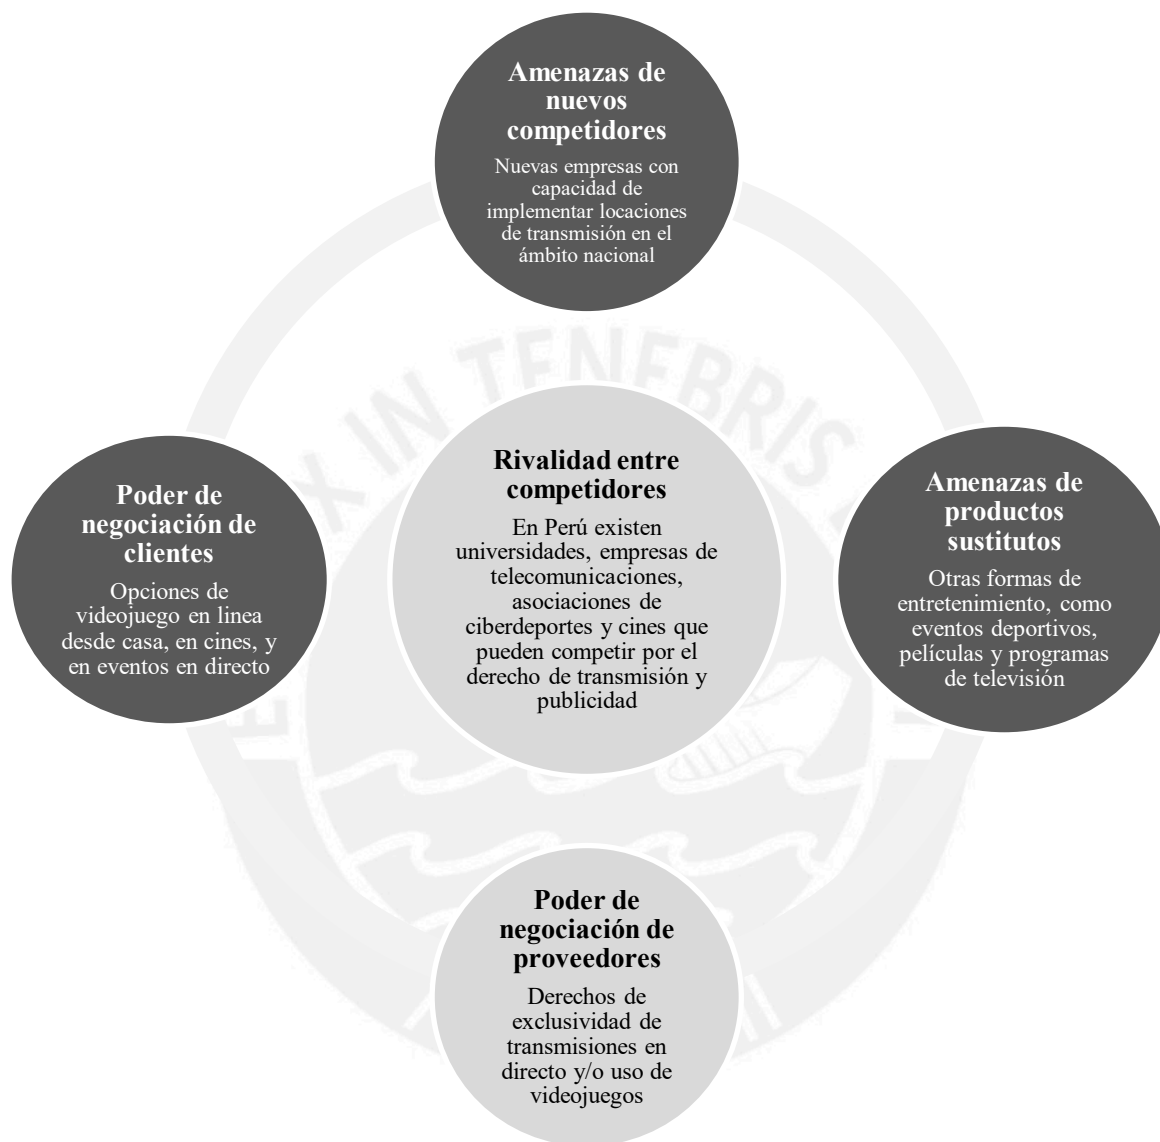 Amenazas de
nuevos
competidores
Nuevas empresas con
capacidad de
implementar locaciones
de transmisión en el
ámbito nacional
Poder de
negociación de
clientes
Opciones de
videojuego en linea
desde casa, en cines, y
en eventos en directo
Rivalidad entre
competidores
En Perú existen
universidades, empresas de
telecomunicaciones,
asociaciones de
ciberdeportes y cines que
pueden competir por el
derecho de transmisión y
publicidad
Amenazas de
productos
sustitutos
Otras formas de
entretenimiento, como
eventos deportivos,
películas y programas
de televisión
Poder de
negociación de
proveedores
Derechos de
exclusividad de
transmisiones en
directo y/o uso de
videojuegos
IN TENEBRIS